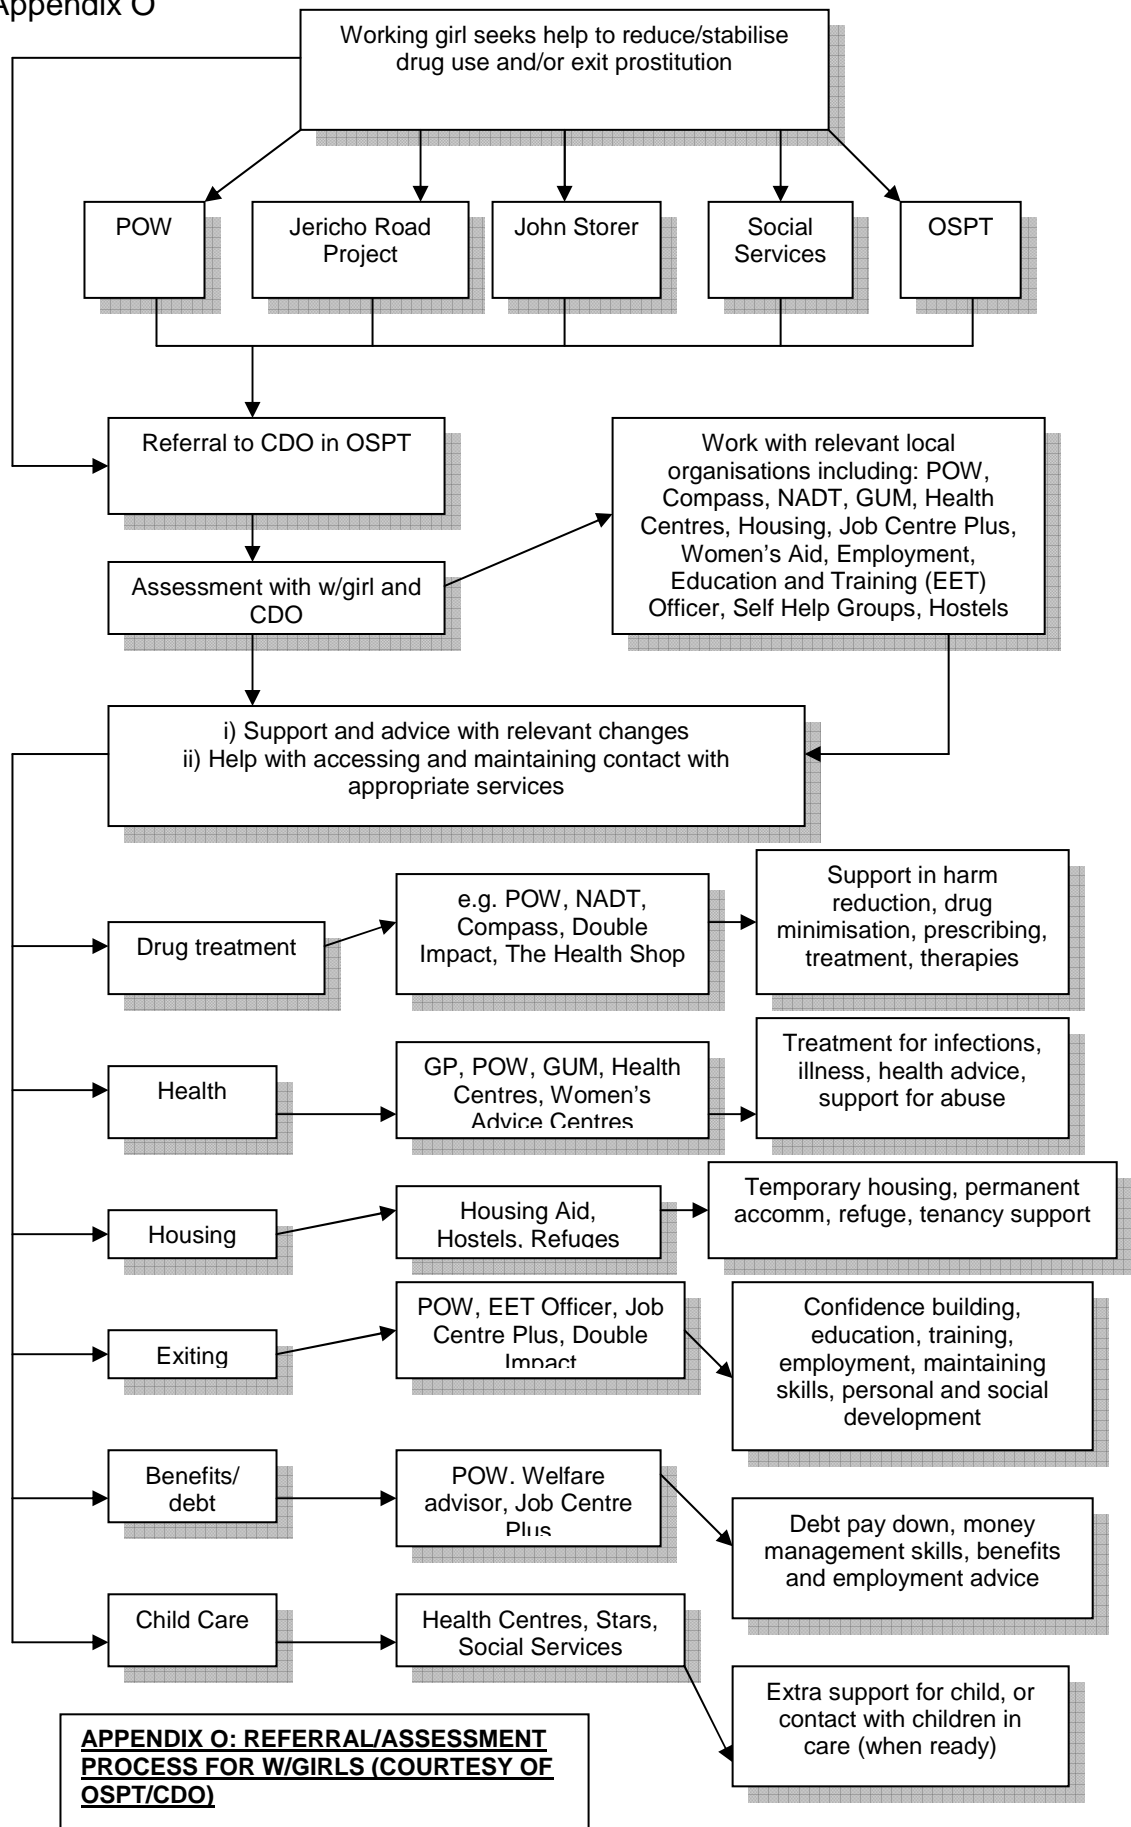 Appendix O
Working girl seeks help to reduce/stabilise
drug use and/or exit prostitution
POW
Jericho Road
Project
John Storer
Social
Services
OSPT
Referral to CDO in OSPT
Work with relevant local
organisations including: POW,
Compass, NADT, GUM, Health
Centres, Housing, Job Centre Plus,
Women's Aid, Employment,
Education and Training (EET)
Officer, Self Help Groups, Hostels
Assessment with w/girl and
CDO
i) Support and advice with relevant changes
ii) Help with accessing and maintaining contact with
appropriate services
Drug treatment
e.g. POW, NADT,
Compass, Double
Impact, The Health Shop
Support in harm
reduction, drug
minimisation, prescribing,
treatment, therapies
Health
GP, POW, GUM, Health
Centres, Women's
Advice Centres
Treatment for infections,
illness, health advice,
support for abuse
Housing
Housing Aid,
Hostels, Refuges
Temporary housing, permanent
accomm, refuge, tenancy support
Exiting
POW, EET Officer, Job
Centre Plus, Double
Impact
Confidence building,
education, training,
employment, maintaining
skills, personal and social
development
Benefits/
debt
POW. Welfare
advisor, Job Centre
Plus
Debt pay down, money
management skills, benefits
and employment advice
Child Care
Health Centres, Stars,
Social Services
Extra support for child, or
contact with children in
care (when ready)
APPENDIX O: REFERRAL/ASSESSMENT
PROCESS FOR W/GIRLS (COURTESY OF
OSPT/CDO)